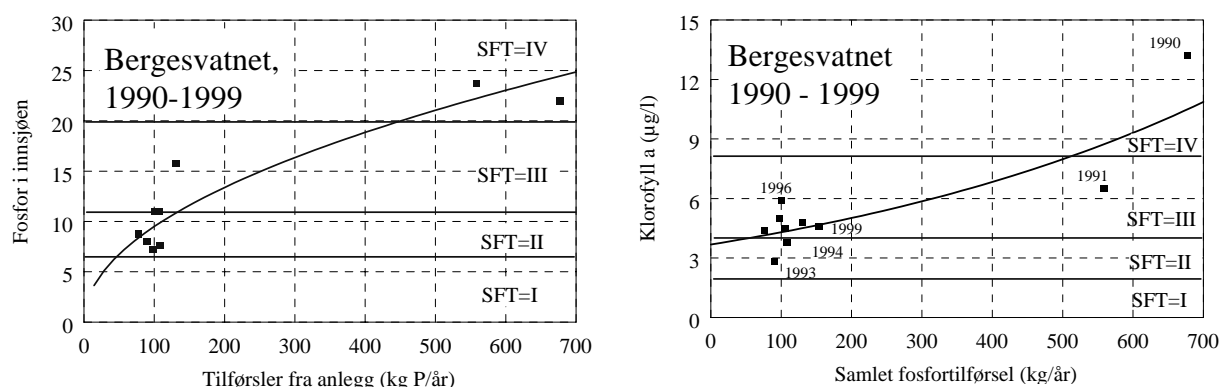 30
25
20
15
10
5
0
Fosfor i innsjøen
Bergesvatnet,
1990-1999
SFT=IV
SFT=III
SFT=II
SFT=I
0 100 200 300 400 500 600 700
Tilførsler fra anlegg (kg P/år)
15
12
9
6
3
0
Klorofyll a (µg/l)
Bergesvatnet
1990 - 1999
1990
SFT=IV
1991
1996
SFT=III
1999
1994
SFT=II
1993
SFT=I
0 100 200 300 400 500 600 700
Samlet fosfortilførsel (kg/år)